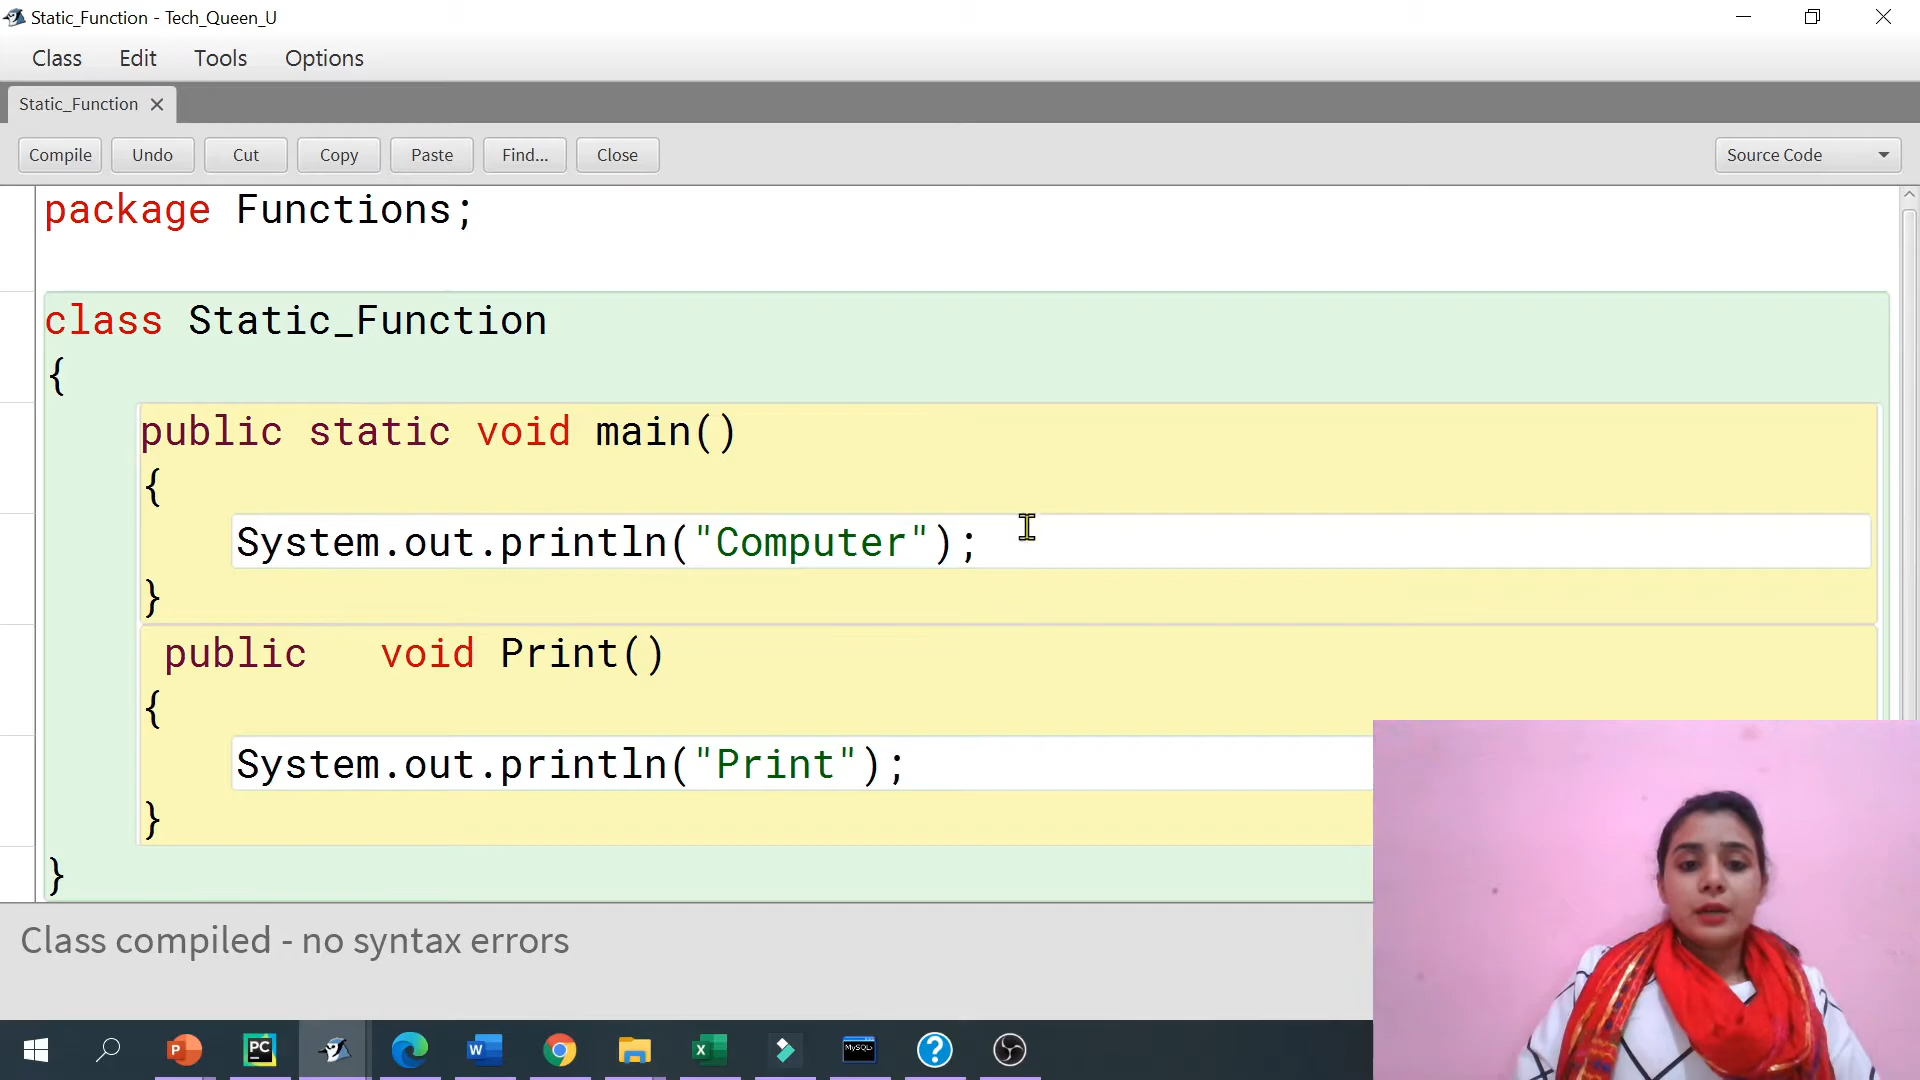 Static_Function - Tech_Queen_U
Class Edit Tools Options
Static_Function
Compile Undo Cut Copy Paste Find... Close Source Code
package Functions;
class Static_Function
{
public static void main()
{
System.out.println("Computer");
}
public void Print()
{
System.out.println("Print");
}
}
Class compiled - no syntax errors
P PC W X MySQL ?